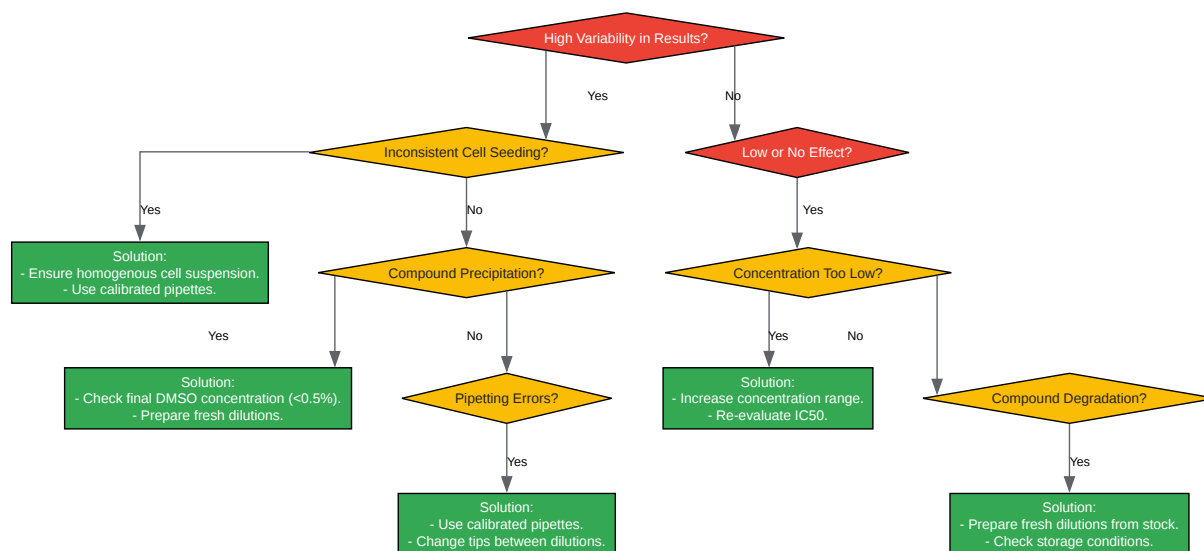 High Variability in Results?
Yes
No
Inconsistent Cell Seeding?
Low or No Effect?
Yes
No
Yes
Solution:
- Ensure homogenous cell suspension.
- Use calibrated pipettes.
Compound Precipitation?
Concentration Too Low?
Yes
No
Yes
No
Solution:
- Check final DMSO concentration (<0.5%).
- Prepare fresh dilutions.
Pipetting Errors?
Solution:
- Increase concentration range.
- Re-evaluate IC50.
Compound Degradation?
Yes
Yes
Solution:
- Use calibrated pipettes.
- Change tips between dilutions.
Solution:
- Prepare fresh dilutions from stock.
- Check storage conditions.